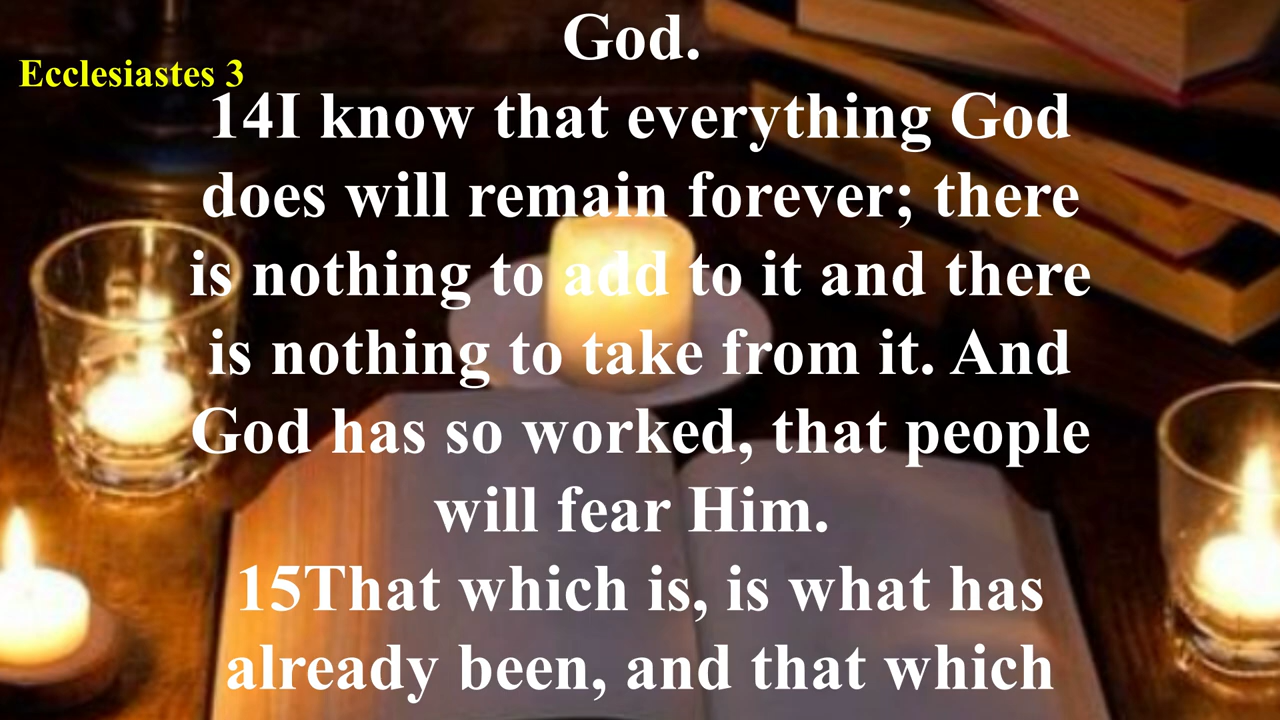 God.
Ecclesiastes 3
14I know that everything God
does will remain forever; there
is nothing to add to it and there
is nothing to take from it. And
God has so worked, that people
will fear Him.
15That which is, is what has
already been, and that which